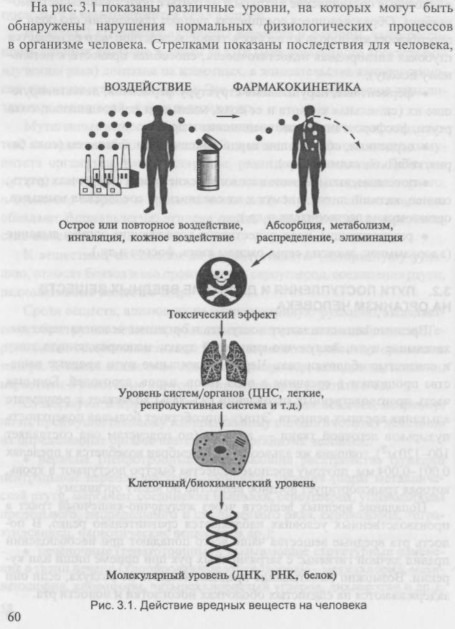 На рис. 3.1 показаны различные уровни, на которых могут быть
обнаружены нарушения нормальных физиологических процессов
в организме человека. Стрелками показаны последствия для человека,
ВОЗДЕЙСТВИЕ ФАРМАКОКИНЕТИКА
Острое или повторное воздействие,
ингаляция, кожное воздействие
Абсорбция, метаболизм,
распределение, элиминация
Токсический эффект
Уровень систем/органов (ЦНС, легкие,
репродуктивная система и т.д.)
Клеточный/биохимический уровень
Молекулярный уровень (ДНК, РНК, белок)
Рис. 3.1. Действие вредных веществ на человека
60